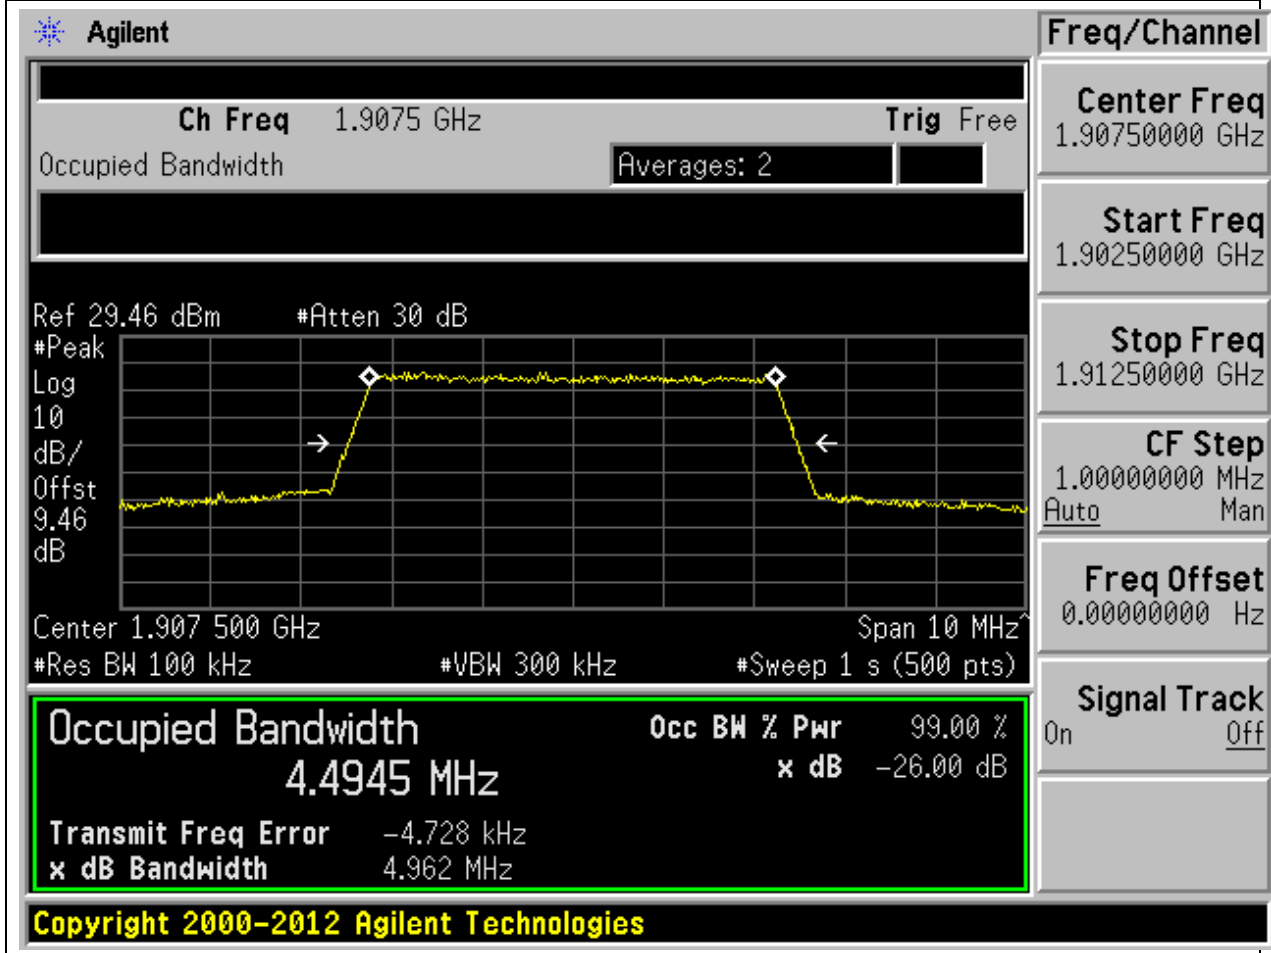 Agilent
Freq/Channel
Ch Freq 1.9075 GHz Trig Free
Occupied Bandwidth Averages: 2
Ref 29.46 dBm #Atten 30 dB
#Peak
Log
10
dB/
Offst
9.46
dB
Center 1.907 500 GHz Span 10 MHz^
#Res BW 100 kHz #VBW 300 kHz #Sweep 1 s (500 pts)
Occupied Bandwidth Occ BW % Pwr 99.00 %
4.4945 MHz x dB -26.00 dB
Transmit Freq Error -4.728 kHz
x dB Bandwidth 4.962 MHz
Center Freq
1.90750000 GHz
Start Freq
1.90250000 GHz
Stop Freq
1.91250000 GHz
CF Step
1.00000000 MHz
Auto Man
Freq Offset
0.00000000 Hz
Signal Track
On Off
Copyright 2000-2012 Agilent Technologies